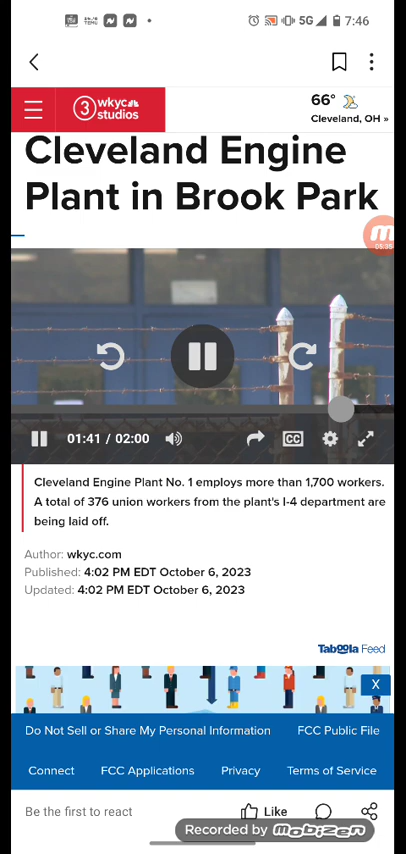 5G 7:46
3 wkyc studios
66°
Cleveland, OH »
Cleveland Engine
Plant in Brook Park
05:35
01:41 / 02:00
CC
Cleveland Engine Plant No. 1 employs more than 1,700 workers.
A total of 376 union workers from the plant's I-4 department are
being laid off.
Author: wkyc.com
Published: 4:02 PM EDT October 6, 2023
Updated: 4:02 PM EDT October 6, 2023
Taboola Feed
X
Do Not Sell or Share My Personal Information FCC Public File
Connect FCC Applications Privacy Terms of Service
Be the first to react Like
Recorded by mobizen